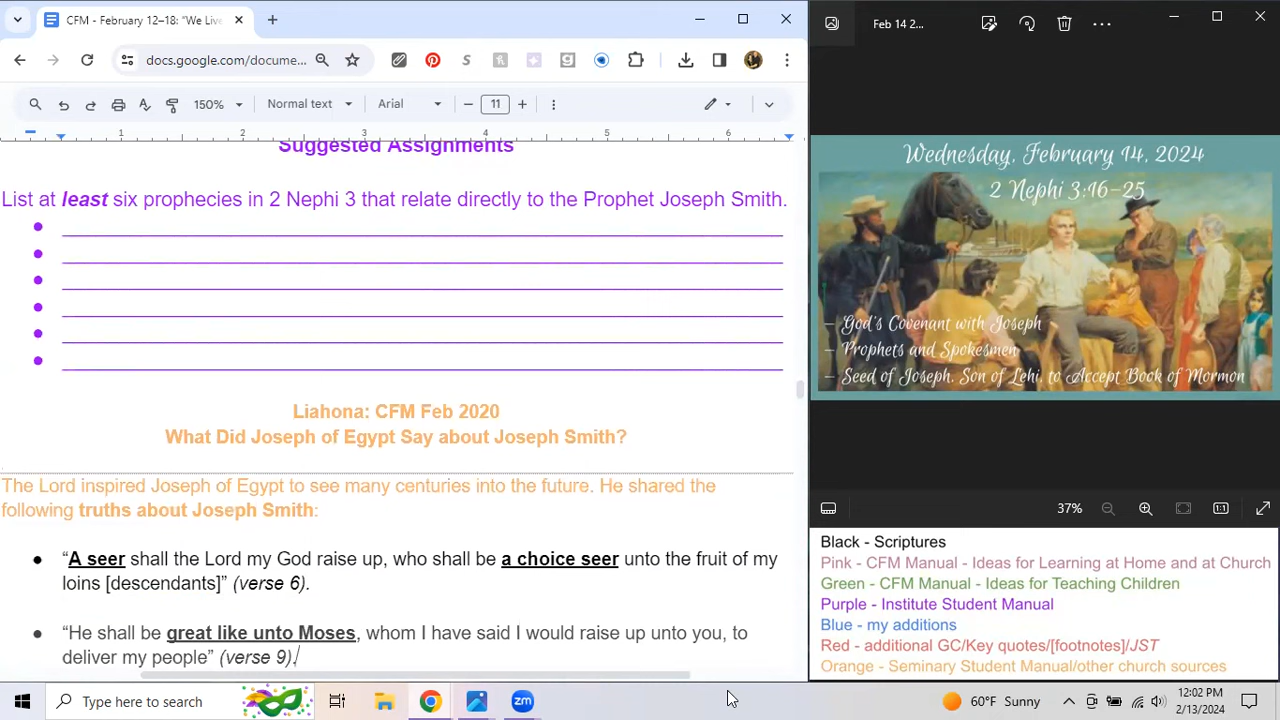 CFM - February 12–18: "We Live
docs.google.com/docume...
150%
Normal text
Arial
11
1
2
3
4
5
6
Suggested Assignments
List at least six prophecies in 2 Nephi 3 that relate directly to the Prophet Joseph Smith.
Liahona: CFM Feb 2020
What Did Joseph of Egypt Say about Joseph Smith?
The Lord inspired Joseph of Egypt to see many centuries into the future. He shared the
following truths about Joseph Smith:
"A seer shall the Lord my God raise up, who shall be a choice seer unto the fruit of my
loins [descendants]" (verse 6).
"He shall be great like unto Moses, whom I have said I would raise up unto you, to
deliver my people" (verse 9).
Feb 14 2...
Wednesday, February 14, 2024
2 Nephi 3:16-25
– God's Covenant with Joseph
– Prophets and Spokesmen
– Seed of Joseph, Son of Lehi, to Accept Book of Mormon
37%
1:1
Black - Scriptures
Pink - CFM Manual - Ideas for Learning at Home and at Church
Green - CFM Manual - Ideas for Teaching Children
Purple - Institute Student Manual
Blue - my additions
Red - additional GC/Key quotes/[footnotes]/JST
Orange - Seminary Student Manual/other church sources
Type here to search
zm
60°F Sunny
12:02 PM
2/13/2024